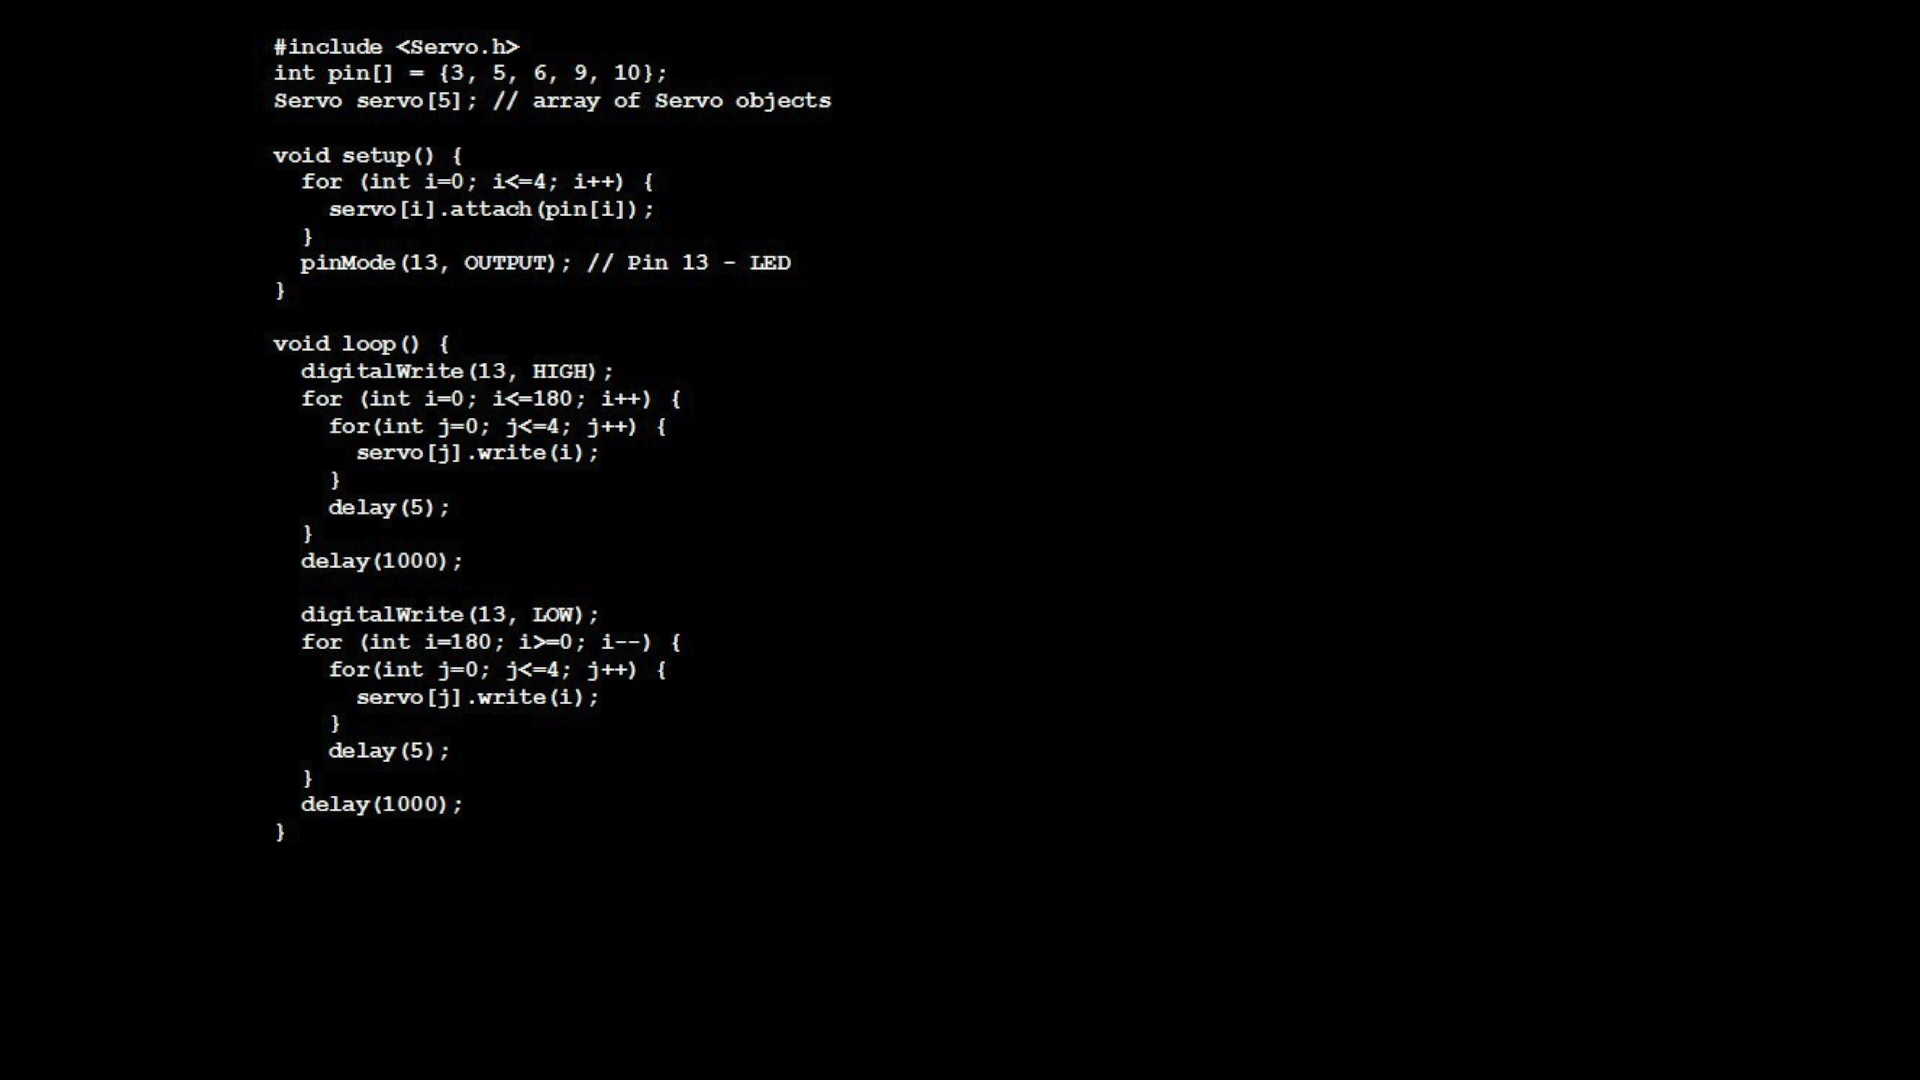 #include <Servo.h>
int pin[] = {3, 5, 6, 9, 10};
Servo servo[5]; // array of Servo objects

void setup() {
  for (int i=0; i<=4; i++) {
    servo[i].attach(pin[i]);
  }
  pinMode(13, OUTPUT); // Pin 13 - LED
}

void loop() {
  digitalWrite(13, HIGH);
  for (int i=0; i<=180; i++) {
    for(int j=0; j<=4; j++) {
      servo[j].write(i);
    }
    delay(5);
  }
  delay(1000);

  digitalWrite(13, LOW);
  for (int i=180; i>=0; i--) {
    for(int j=0; j<=4; j++) {
      servo[j].write(i);
    }
    delay(5);
  }
  delay(1000);
}